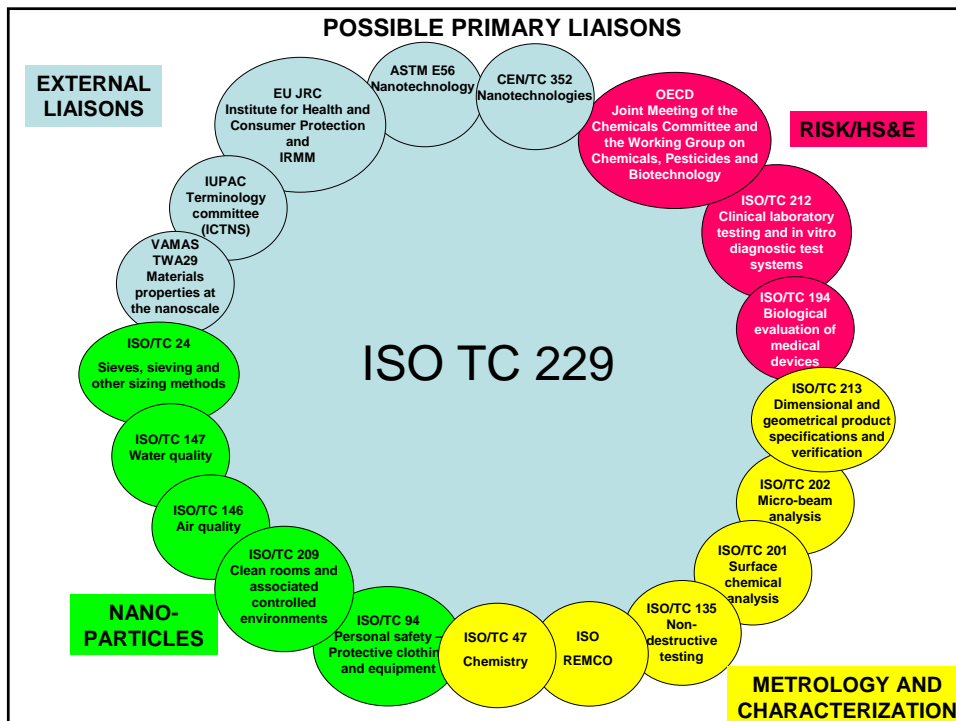 POSSIBLE PRIMARY LIAISONS
EXTERNAL
LIAISONS
ASTM E56
Nanotechnology
CEN/TC 352
Nanotechnologies
EU JRC
Institute for Health and
Consumer Protection
and
IRMM
OECD
Joint Meeting of the
Chemicals Committee and
the Working Group on
Chemicals, Pesticides and
Biotechnology
RISK/HS&E
IUPAC
Terminology
committee
(ICTNS)
ISO/TC 212
Clinical laboratory
testing and in vitro
diagnostic test
systems
VAMAS
TWA29
Materials
properties at
the nanoscale
ISO/TC 194
Biological
evaluation of
medical
devices
ISO/TC 24
Sieves, sieving and
other sizing methods
ISO TC 229
ISO/TC 213
Dimensional and
geometrical product
specifications and
verification
ISO/TC 147
Water quality
ISO/TC 202
Micro-beam
analysis
ISO/TC 146
Air quality
ISO/TC 201
Surface
chemical
analysis
ISO/TC 209
Clean rooms and
associated
controlled
environments
NANO-
PARTICLES
ISO/TC 94
Personal safety –
Protective clothing
and equipment
ISO/TC 47
Chemistry
ISO
REMCO
ISO/TC 135
Non-
destructive
testing
METROLOGY AND
CHARACTERIZATION